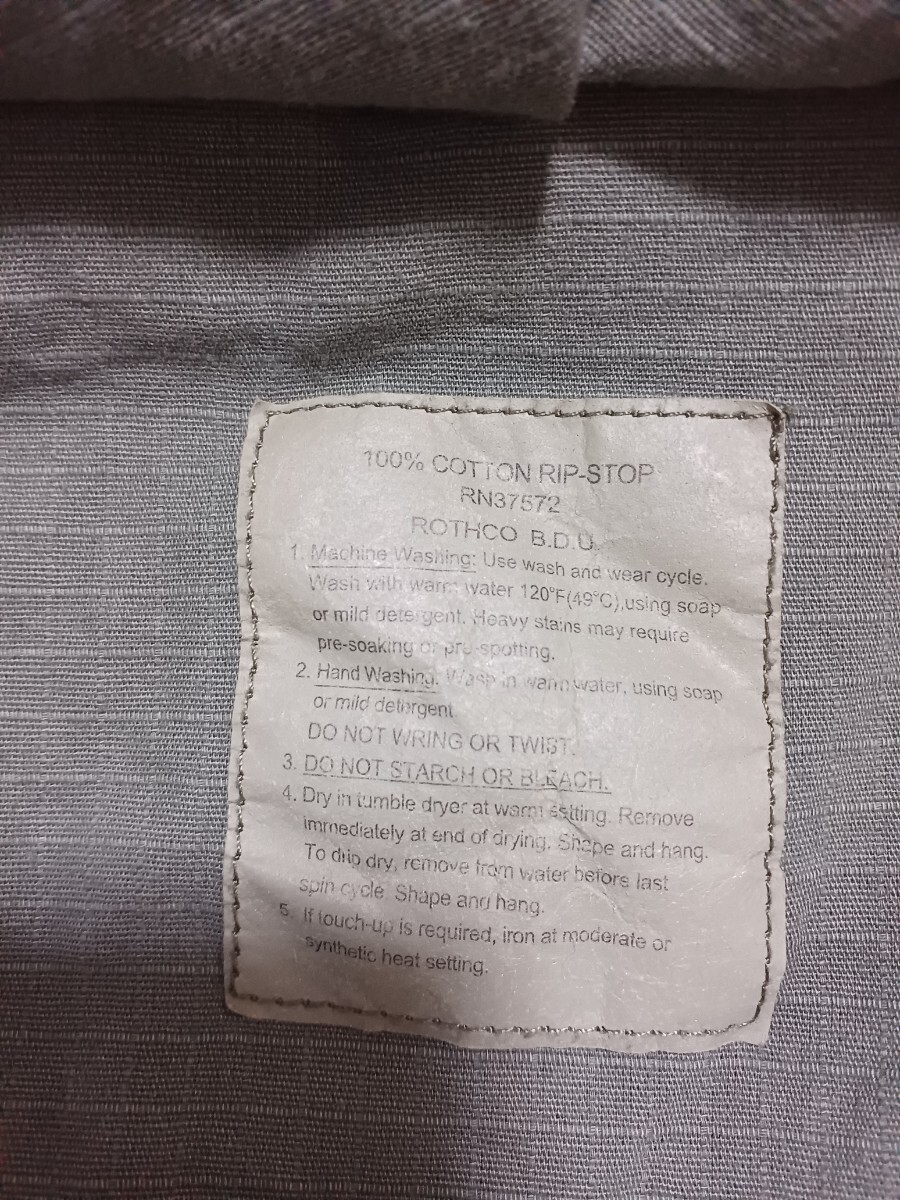 100% COTTON RIP-STOP
RN37572
ROTHCO B.D.U.
1. Machine Washing: Use wash and wear cycle.
Wash with warm water 120°F(49°C),using soap
or mild detergent. Heavy stains may require
pre-soaking or pre-spotting.
2. Hand Washing. Wash in warm water, using soap
or mild detergent
DO NOT WRING OR TWIST.
3. DO NOT STARCH OR BLEACH.
4. Dry in tumble dryer at warm setting. Remove
immediately at end of drying. Shape and hang.
To drip dry, remove from water before last
spin cycle. Shape and hang.
5. If touch-up is required, iron at moderate or
synthetic heat setting.